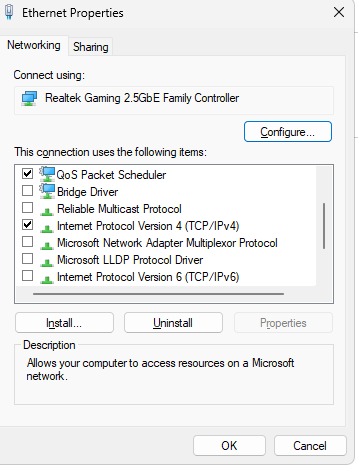 Ethernet Properties
Networking
Sharing
Connect using:
Realtek Gaming 2.5GbE Family Controller
Configure...
This connection uses the following items:
QoS Packet Scheduler
Bridge Driver
Reliable Multicast Protocol
Internet Protocol Version 4 (TCP/IPv4)
Microsoft Network Adapter Multiplexor Protocol
Microsoft LLDP Protocol Driver
Internet Protocol Version 6 (TCP/IPv6)
Install...
Uninstall
Properties
Description
Allows your computer to access resources on a Microsoft
network.
OK
Cancel